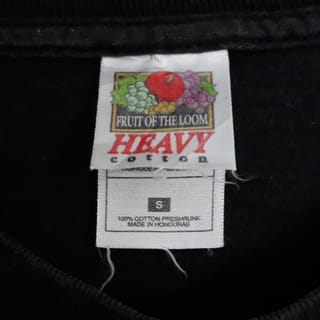 FRUIT OF THE LOOM
HEAVY
cotton
S
100% COTTON PRESHRUNK
MADE IN HONDURAS